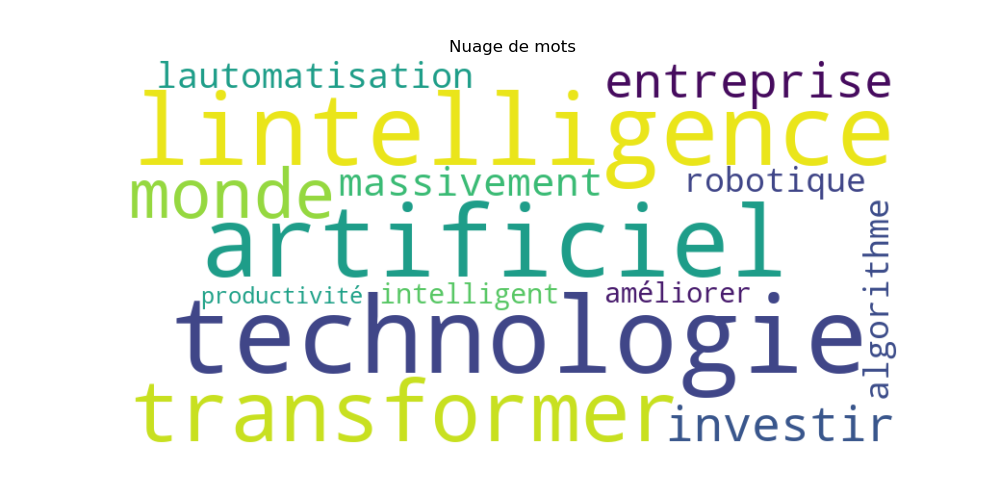 Nuage de mots
lautomatisation
entreprise
lintelligence
monde
massivement
robotique
artificiel
algorithme
productivité
intelligent
améliorer
technologie
transformer
investir